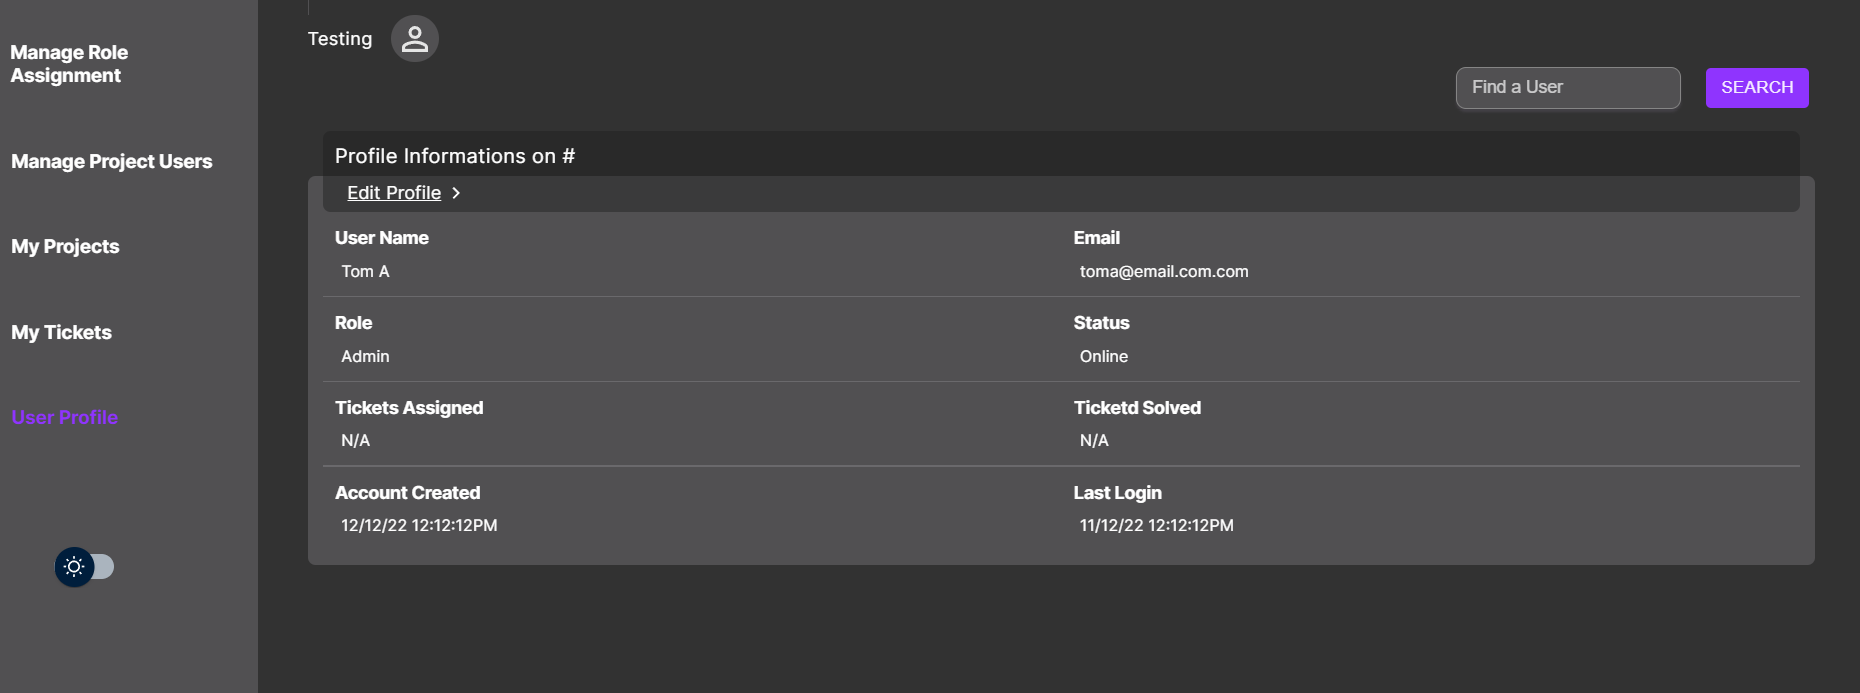 Manage Role
Assignment
Manage Project Users
My Projects
My Tickets
User Profile
Testing
Find a User
SEARCH
Profile Informations on #
Edit Profile
User Name
Email
Tom A
toma@email.com.com
Role
Status
Admin
Online
Tickets Assigned
Ticketd Solved
N/A
N/A
Account Created
Last Login
12/12/22 12:12:12PM
11/12/22 12:12:12PM